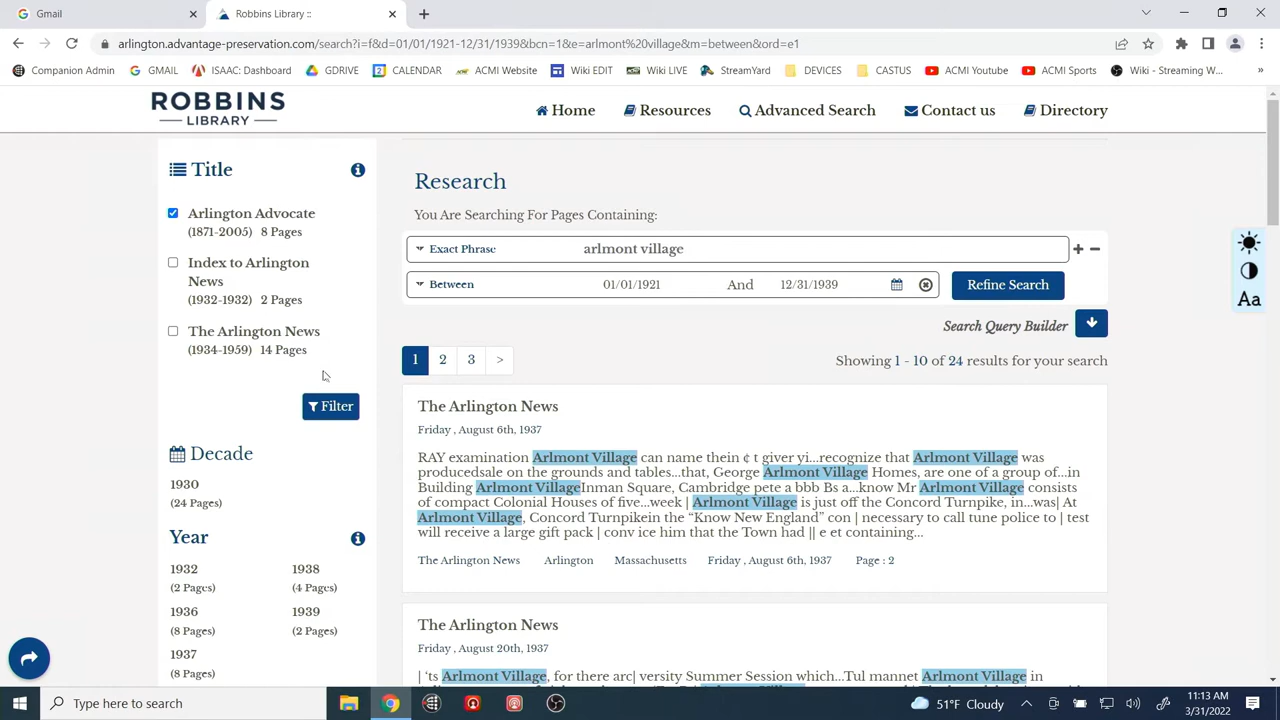 Gmail
Robbins Library ::
arlington.advantage-preservation.com/search?i=f&d=01/01/1921-12/31/1939&bcn=1&e=arlmont%20village&m=between&ord=e1
Companion Admin
GMAIL
ISAAC: Dashboard
GDRIVE
CALENDAR
ACMI Website
Wiki EDIT
Wiki LIVE
StreamYard
DEVICES
CASTUS
ACMI Youtube
ACMI Sports
Wiki - Streaming W...
ROBBINS
LIBRARY
Home
Resources
Advanced Search
Contact us
Directory
Title
Arlington Advocate
(1871-2005) 8 Pages
Index to Arlington
News
(1932-1932) 2 Pages
The Arlington News
(1934-1959) 14 Pages
Filter
Decade
1930
(24 Pages)
Year
1932
(2 Pages)
1938
(4 Pages)
1936
(8 Pages)
1939
(2 Pages)
1937
(8 Pages)
Research
You Are Searching For Pages Containing:
Exact Phrase arlmont village
Between 01/01/1921 And 12/31/1939
Refine Search
Search Query Builder
1 2 3 >
Showing 1 - 10 of 24 results for your search
The Arlington News
Friday , August 6th, 1937
RAY examination Arlmont Village can name thein ¢ t giver yi...recognize that Arlmont Village was
producedsale on the grounds and tables...that, George Arlmont Village Homes, are one of a group of...in
Building Arlmont VillageInman Square, Cambridge pete a bbb Bs a...know Mr Arlmont Village consists
of compact Colonial Houses of five...week | Arlmont Village is just off the Concord Turnpike, in...was| At
Arlmont Village, Concord Turnpikein the “Know New England” con | necessary to call tune police to | test
will receive a large gift pack | conv ice him that the Town had || e et containing...
The Arlington News Arlington Massachusetts Friday , August 6th, 1937 Page : 2
The Arlington News
Friday , August 20th, 1937
| ‘ts Arlmont Village, for there arc| versity Summer Session which...Tul mannet Arlmont Village in
Aa
Type here to search
51°F Cloudy
11:13 AM
3/31/2022